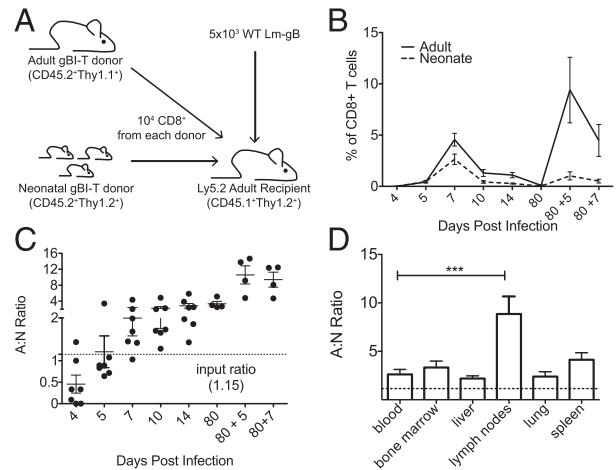 A
Adult gBI-T donor
(CD45.2⁺Thy1.1⁺)
5x10³ WT Lm-gB
10⁴ CD8⁺
from each donor
Neonatal gBI-T donor
(CD45.2⁺Thy1.2⁺)
Ly5.2 Adult Recipient
(CD45.1⁺Thy1.2⁺)
B
Adult
Neonate
% of CD8+ T cells
15
10
5
0
4
5
7
10
14
80
80 +5
80 +7
Days Post Infection
C
A:N Ratio
16
12
8
4
2
1
0.5
0
input ratio
(1.15)
4
5
7
10
14
80
80 + 5
80+7
Days Post Infection
D
A:N Ratio
15
10
5
***
blood
bone marrow
liver
lymph nodes
lung
spleen